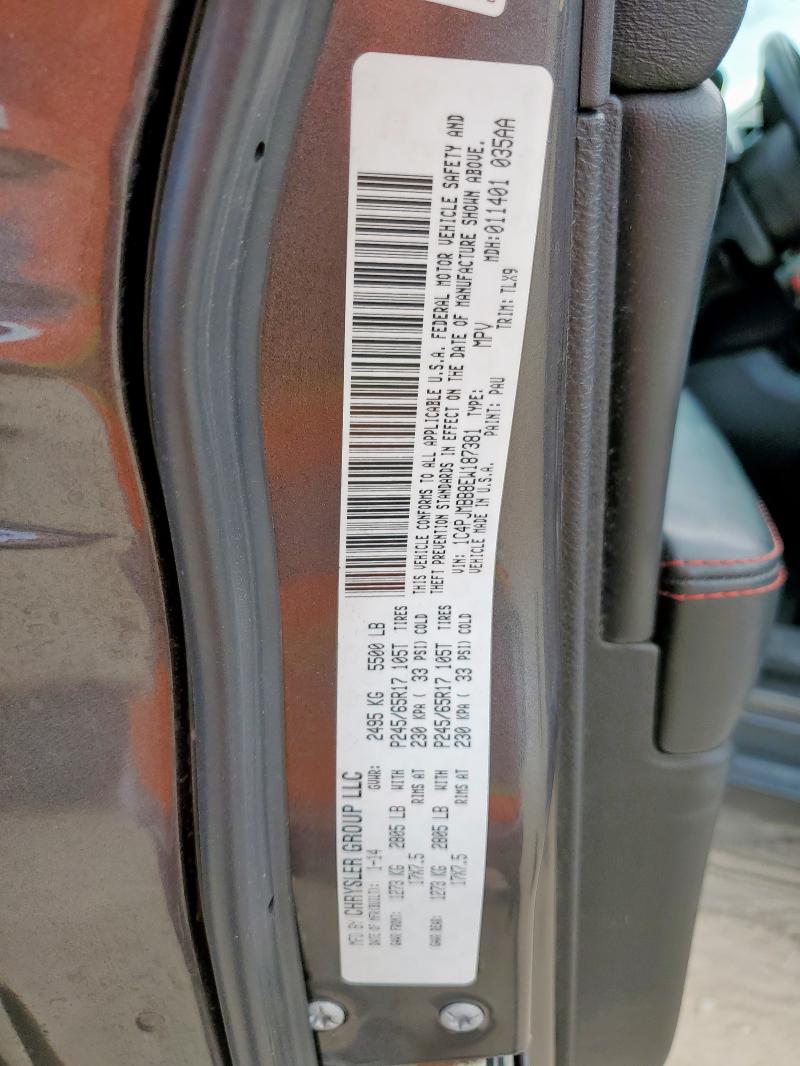 MFD BY CHRYSLER GROUP LLC
DATE OF MFR(BUILT): 1-14 GVWR: 2495 KG 5500 LB
GAWR FRONT: 1273 KG 2805 LB WITH P245/65R17 105T TIRES
17X7.5 RIMS AT 230 KPA ( 33 PSI) COLD
GAWR REAR: 1273 KG 2805 LB WITH P245/65R17 105T TIRES
17X7.5 RIMS AT 230 KPA ( 33 PSI) COLD
THIS VEHICLE CONFORMS TO ALL APPLICABLE U.S.A. FEDERAL MOTOR VEHICLE SAFETY AND
THEFT PREVENTION STANDARDS IN EFFECT ON THE DATE OF MANUFACTURE SHOWN ABOVE.
VIN: 1C4PJMBB8EW187381 TYPE: MPV MDH:011401 035AA
VEHICLE MADE IN U.S.A. PAINT: PAU TRIM: TLX9